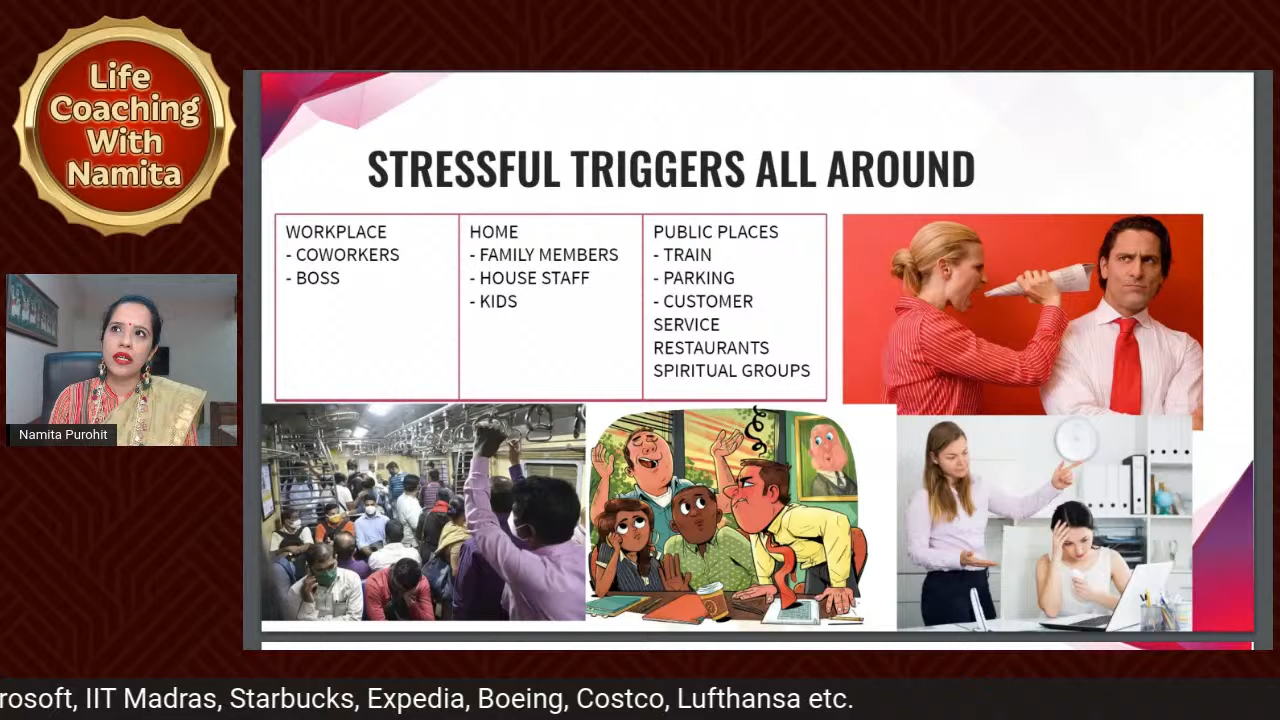 Life
Coaching
With
Namita
STRESSFUL TRIGGERS ALL AROUND
WORKPLACE
- COWORKERS
- BOSS
HOME
- FAMILY MEMBERS
- HOUSE STAFF
- KIDS
PUBLIC PLACES
- TRAIN
- PARKING
- CUSTOMER
SERVICE
RESTAURANTS
SPIRITUAL GROUPS
Namita Purohit
rosoft, IIT Madras, Starbucks, Expedia, Boeing, Costco, Lufthansa etc.